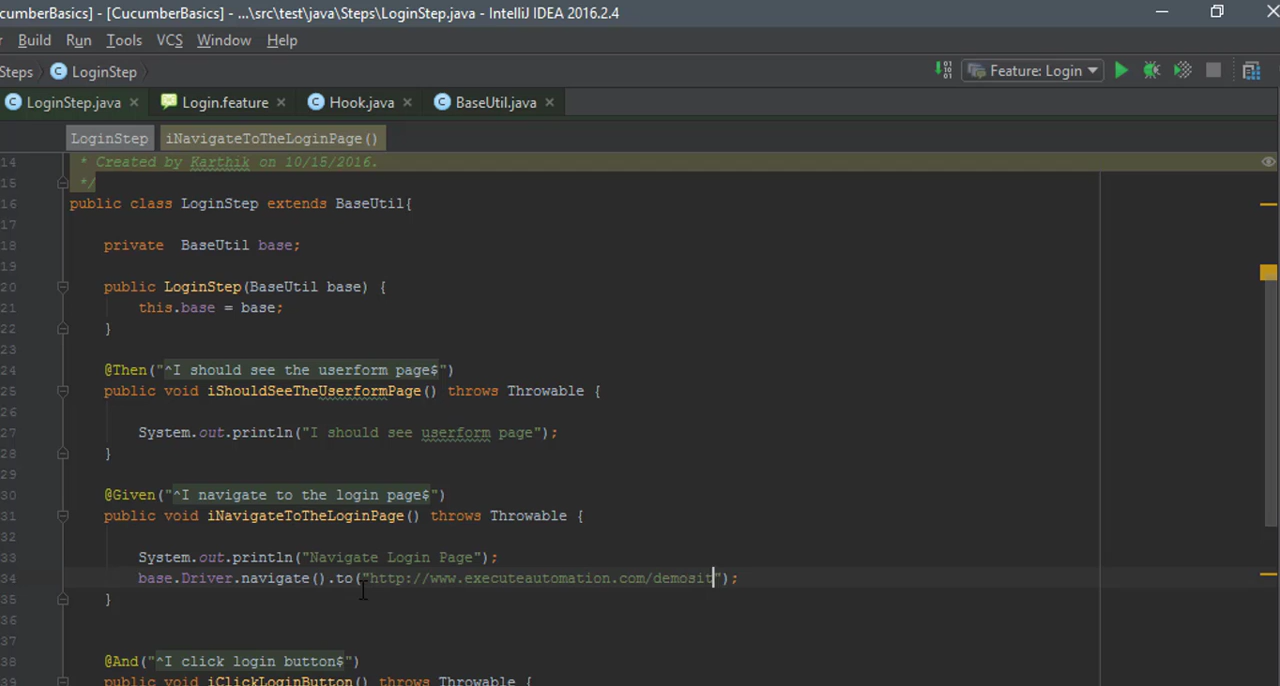 cumberBasics] - [CucumberBasics] - ...\src\test\java\Steps\LoginStep.java - IntelliJ IDEA 2016.2.4
r Build Run Tools VCS Window Help
Steps LoginStep Feature: Login
LoginStep.java × Login.feature × Hook.java × BaseUtil.java ×
LoginStep iNavigateToTheLoginPage()
14 * Created by Karthik on 10/15/2016.
15 */
16 public class LoginStep extends BaseUtil{
17
18 private  BaseUtil base;
19
20 public LoginStep(BaseUtil base) {
21 this.base = base;
22 }
23
24 @Then("^I should see the userform page$")
25 public void iShouldSeeTheUserformPage() throws Throwable {
26
27 System.out.println("I should see userform page");
28 }
29
30 @Given("^I navigate to the login page$")
31 public void iNavigateToTheLoginPage() throws Throwable {
32
33 System.out.println("Navigate Login Page");
34 base.Driver.navigate().to("http://www.executeautomation.com/demosit");
35 }
36
37
38 @And("^I click login button$")
39 public void iClickLoginButton() throws Throwable {